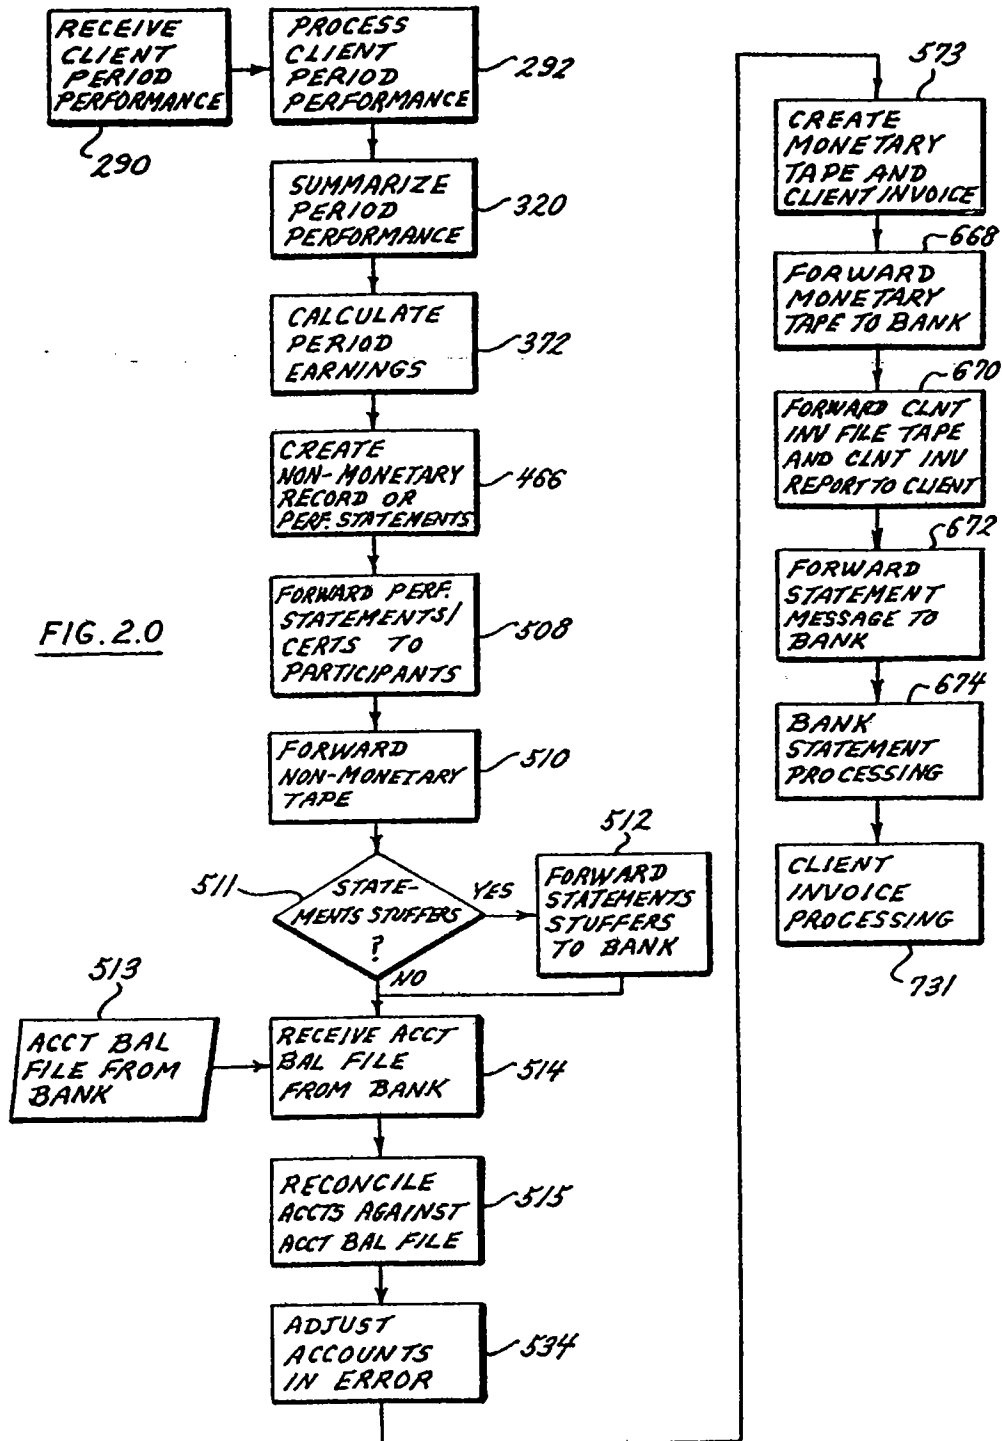 RECEIVE
CLIENT
PERIOD
PERFORMANCE
290
PROCESS
CLIENT
PERIOD
PERFORMANCE
292
SUMMARIZE
PERIOD
PERFORMANCE
320
CALCULATE
PERIOD
EARNINGS
372
CREATE
NON-MONETARY
RECORD OR
PERF. STATEMENTS
466
FORWARD PERF.
STATEMENTS/
CERTS TO
PARTICIPANTS
508
FIG. 2.0
FORWARD
NON-MONETARY
TAPE
510
511
STATE-
MENTS STUFFERS
?
YES
NO
512
FORWARD
STATEMENTS
STUFFERS
TO BANK
513
ACCT BAL
FILE FROM
BANK
RECEIVE ACCT
BAL FILE
FROM BANK
514
RECONCILE
ACCTS AGAINST
ACCT BAL FILE
515
ADJUST
ACCOUNTS
IN ERROR
534
573
CREATE
MONETARY
TAPE AND
CLIENT INVOICE
668
FORWARD
MONETARY
TAPE TO BANK
670
FORWARD CLNT
INV FILE TAPE
AND CLNT INV
REPORT TO CLIENT
672
FORWARD
STATEMENT
MESSAGE TO
BANK
674
BANK
STATEMENT
PROCESSING
CLIENT
INVOICE
PROCESSING
731